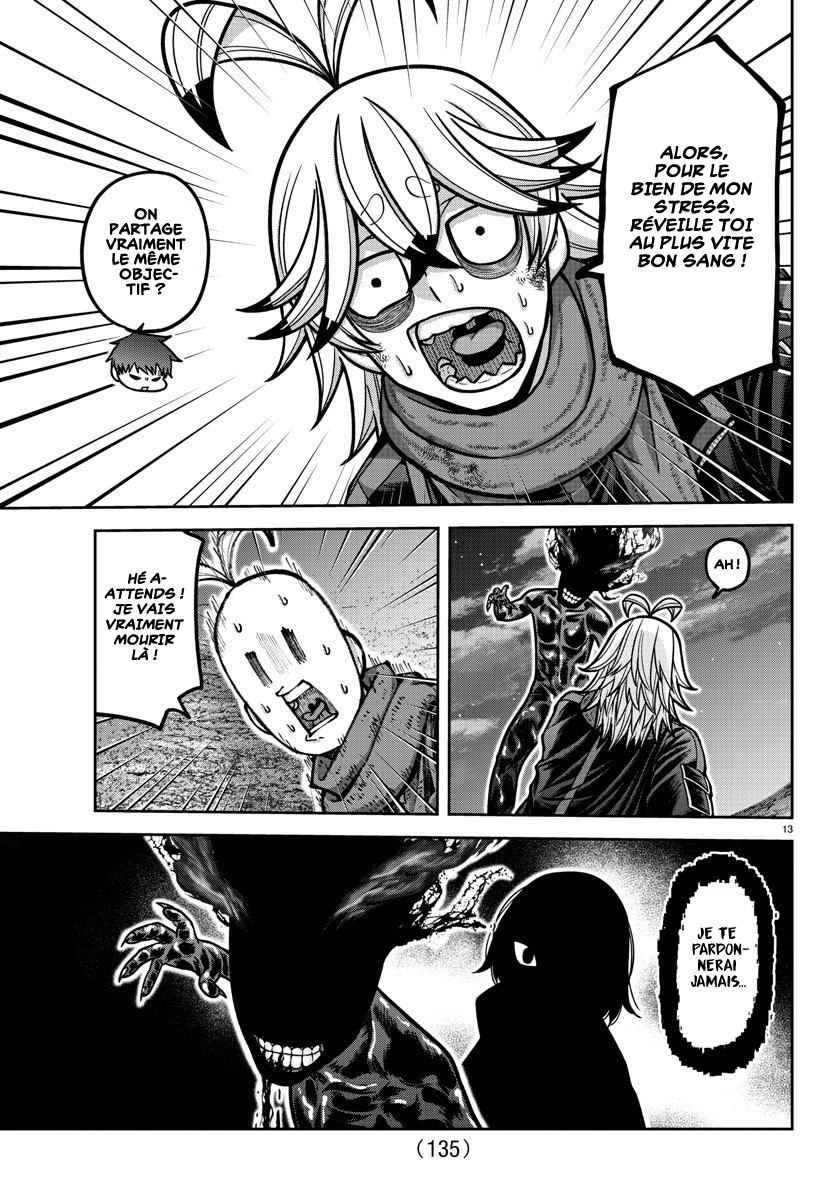 ALORS,
POUR LE
BIEN DE MON
STRESS,
RÉVEILLE TOI
AU PLUS VITE
BON SANG !
ON
PARTAGE
VRAIMENT
LE MÊME
OBJEC-
TIF ?
AH !
HÉ A-
ATTENDS !
JE VAIS
VRAIMENT
MOURIR
LÀ !
13
JE TE
PARDON-
NERAI
JAMAIS...
(135)